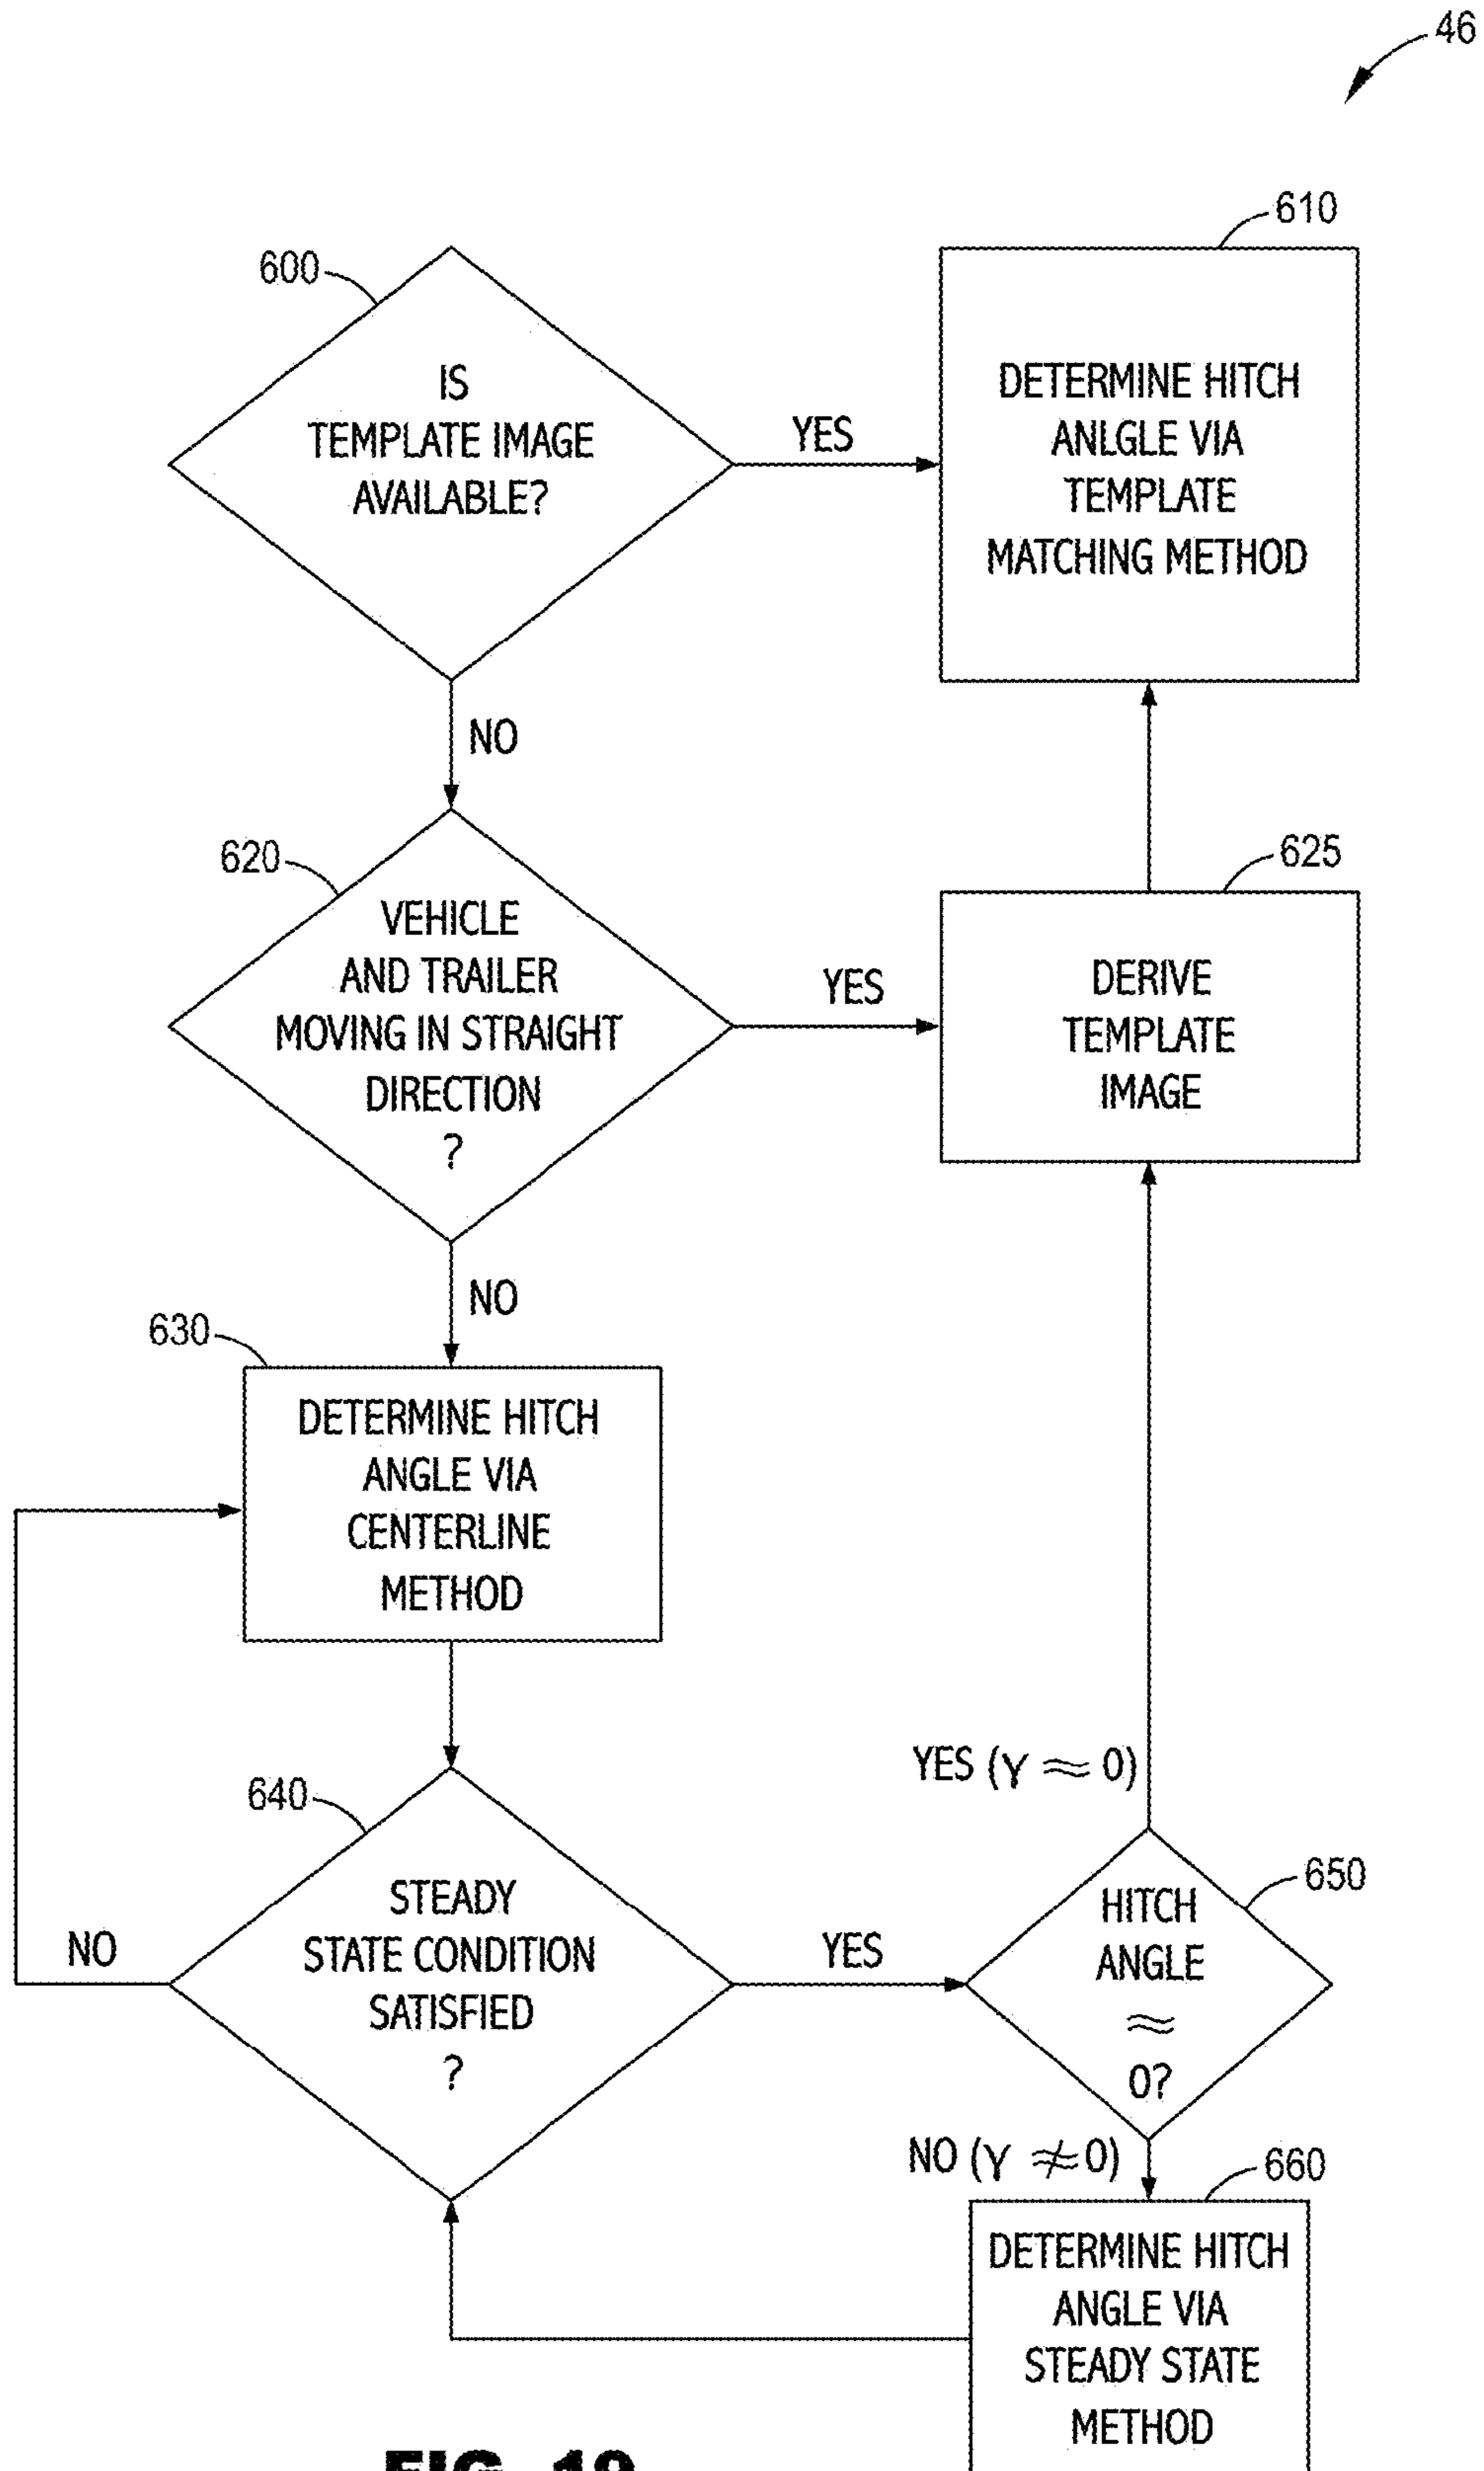 46
610
600
IS
TEMPLATE IMAGE
AVAILABLE?
YES
DETERMINE HITCH
ANLGLE VIA
TEMPLATE
MATCHING METHOD
NO
620
VEHICLE
AND TRAILER
MOVING IN STRAIGHT
DIRECTION
?
YES
625
DERIVE
TEMPLATE
IMAGE
NO
630
DETERMINE HITCH
ANGLE VIA
CENTERLINE
METHOD
640
STEADY
STATE CONDITION
SATISFIED
?
NO
YES
YES (γ ≈ 0)
650
HITCH
ANGLE
≈
0?
NO (γ ≉ 0)
660
DETERMINE HITCH
ANGLE VIA
STEADY STATE
METHOD